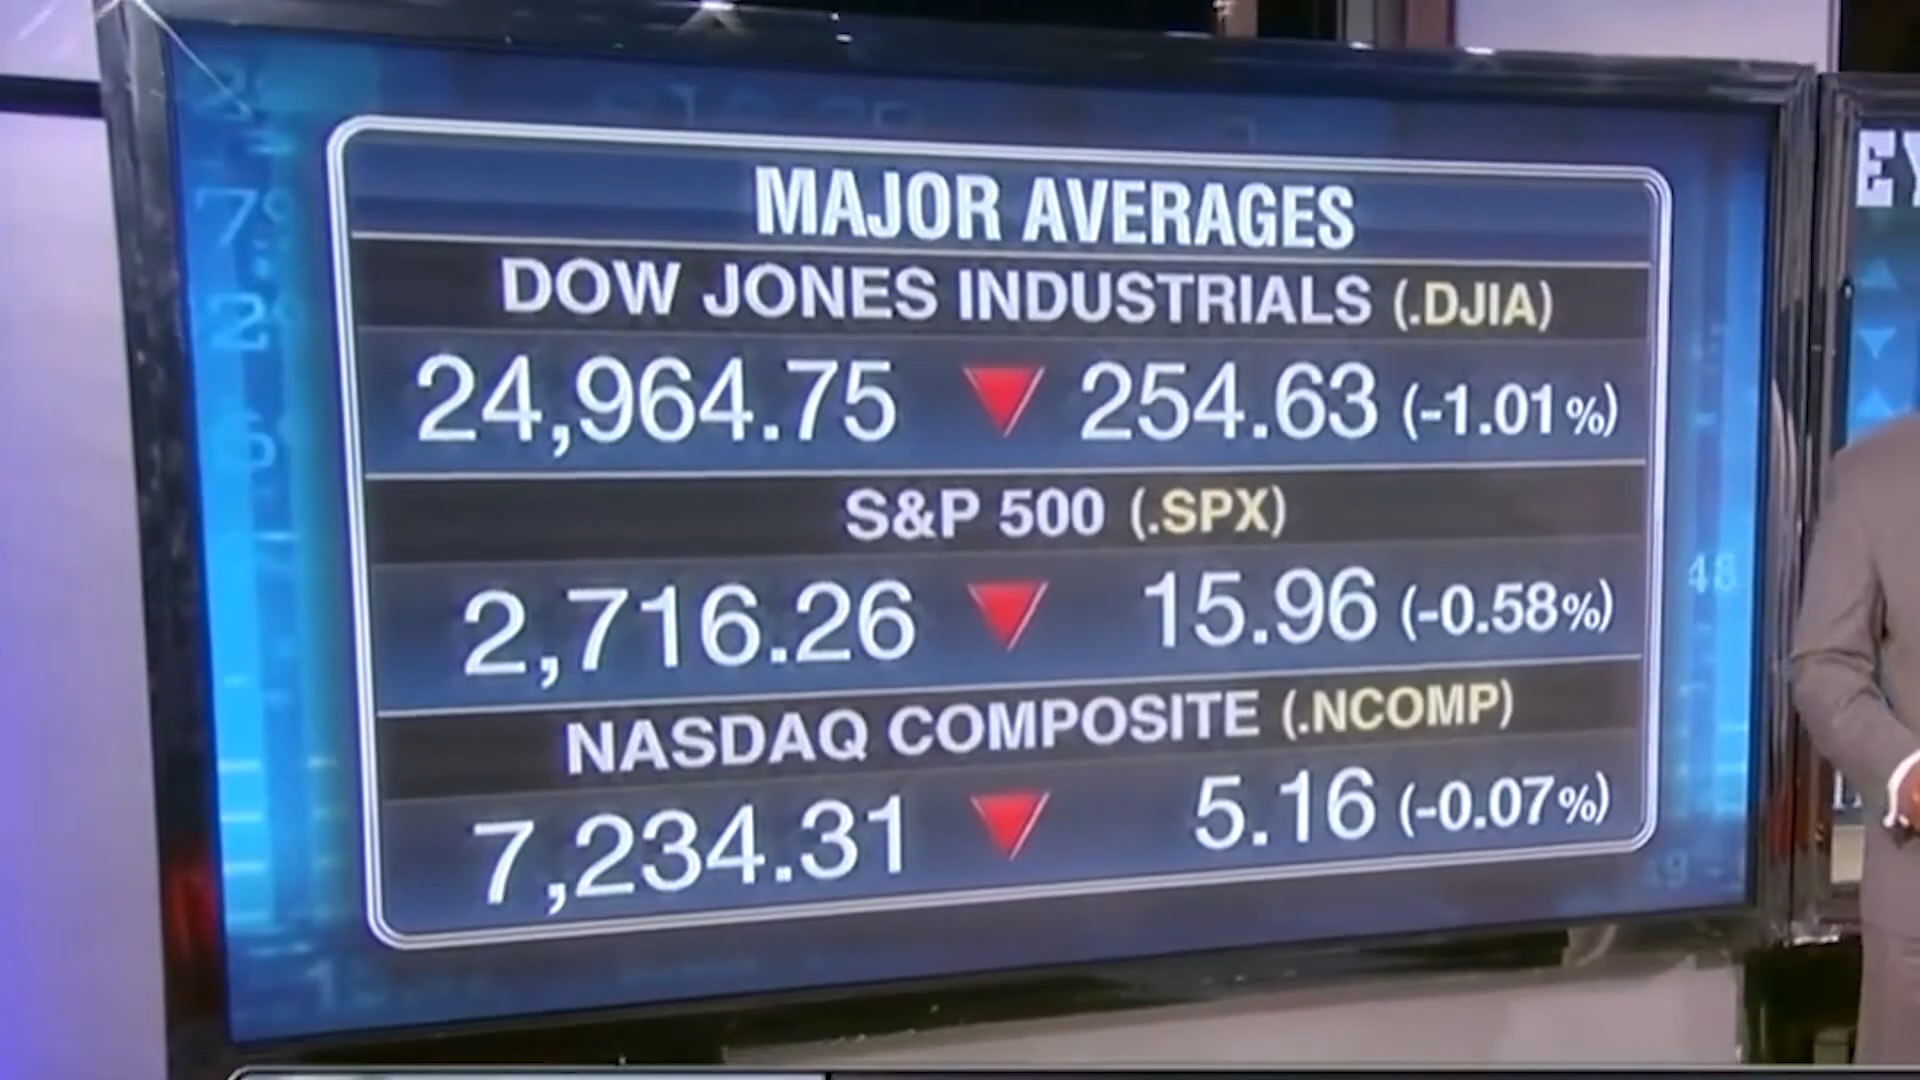 MAJOR AVERAGES
DOW JONES INDUSTRIALS (.DJIA)
24,964.75 ▼ 254.63 (-1.01%)
S&P 500 (.SPX)
2,716.26 ▼ 15.96 (-0.58%)
NASDAQ COMPOSITE (.NCOMP)
7,234.31 ▼ 5.16 (-0.07%)
48